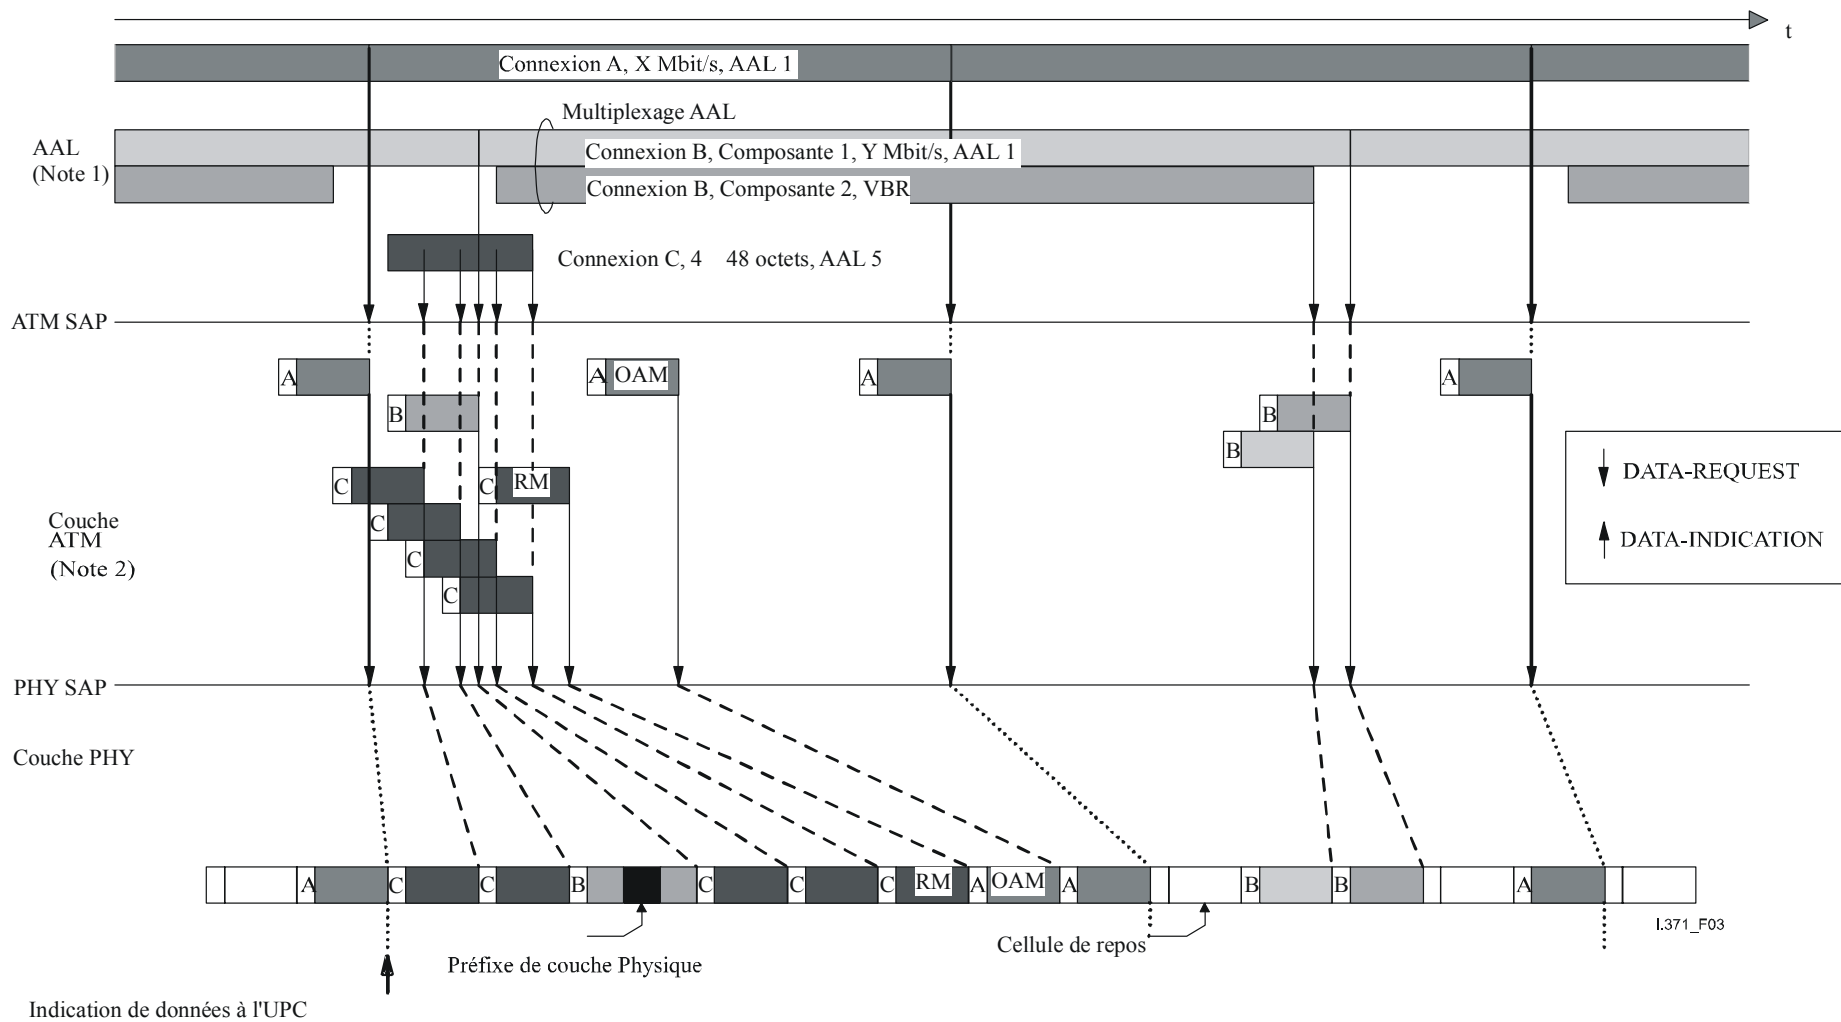 t
Connexion A, X Mbit/s, AAL 1
Multiplexage AAL
AAL
(Note 1)
Connexion B, Composante 1, Y Mbit/s, AAL 1
Connexion B, Composante 2, VBR
Connexion C, 4 48 octets, AAL 5
ATM SAP
A
A OAM
A
A
B
B
B
C
C RM
C
C
C
Couche
ATM
(Note 2)
DATA-REQUEST
DATA-INDICATION
PHY SAP
Couche PHY
A C C B C C C RM A OAM A B B A
I.371_F03
Préfixe de couche Physique
Cellule de repos
Indication de données à l'UPC